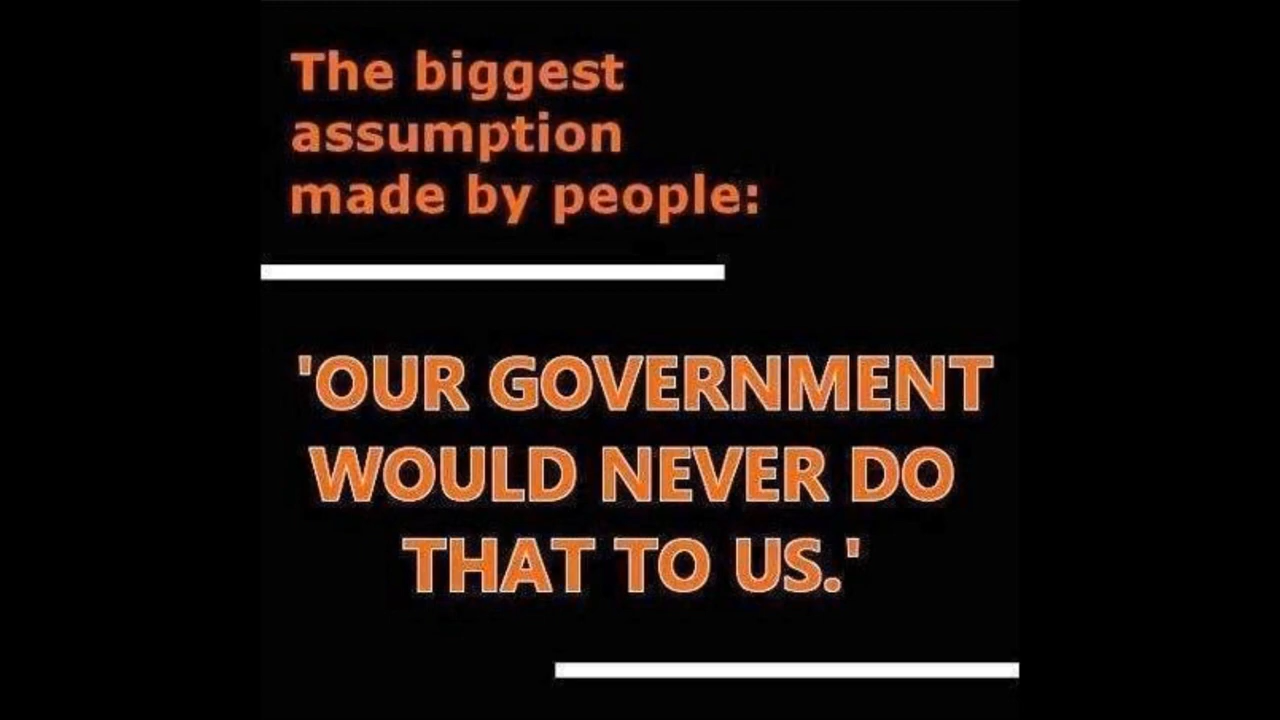 The biggest
assumption
made by people:
'OUR GOVERNMENT
WOULD NEVER DO
THAT TO US.'